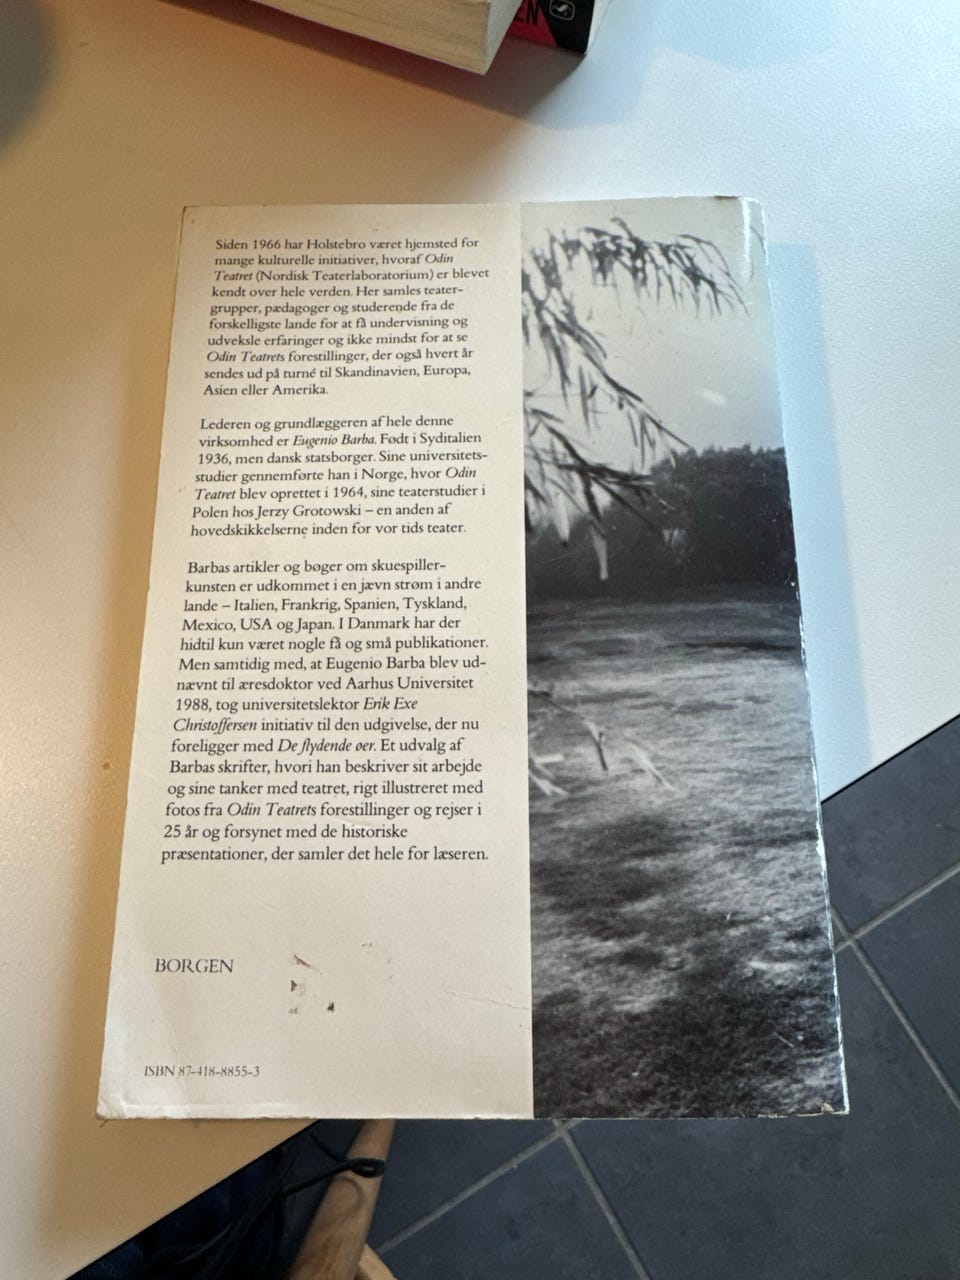 EN
Siden 1966 har Holstebro været hjemsted for
mange kulturelle initiativer, hvoraf Odin
Teatret (Nordisk Teaterlaboratorium) er blevet
kendt over hele verden. Her samles teater-
grupper, pædagoger og studerende fra de
forskelligste lande for at få undervisning og
udveksle erfaringer og ikke mindst for at se
Odin Teatrets forestillinger, der også hvert år
sendes ud på turné til Skandinavien, Europa,
Asien eller Amerika.
Lederen og grundlæggeren af hele denne
virksomhed er Eugenio Barba. Født i Syditalien
1936, men dansk statsborger. Sine universitets-
studier gennemførte han i Norge, hvor Odin
Teatret blev oprettet i 1964, sine teaterstudier i
Polen hos Jerzy Grotowski – en anden af
hovedskikkelserne inden for vor tids teater.
Barbas artikler og bøger om skuespiller-
kunsten er udkommet i en jævn strøm i andre
lande – Italien, Frankrig, Spanien, Tyskland,
Mexico, USA og Japan. I Danmark har der
hidtil kun været nogle få og små publikationer.
Men samtidig med, at Eugenio Barba blev ud-
nævnt til æresdoktor ved Aarhus Universitet
1988, tog universitetslektor Erik Exe
Christoffersen initiativ til den udgivelse, der nu
foreligger med De flydende øer. Et udvalg af
Barbas skrifter, hvori han beskriver sit arbejde
og sine tanker med teatret, rigt illustreret med
fotos fra Odin Teatrets forestillinger og rejser i
25 år og forsynet med de historiske
præsentationer, der samler det hele for læseren.
BORGEN
ISBN 87-418-8855-3